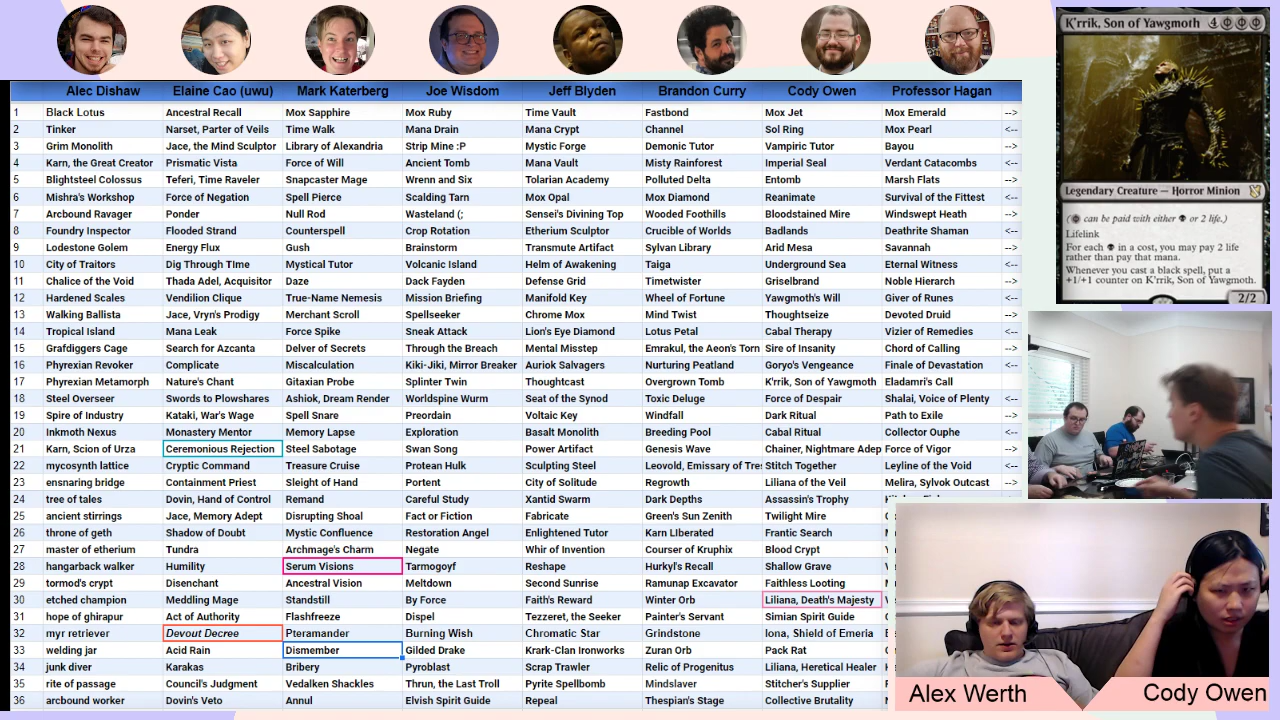 Alec Dishaw Elaine Cao (uwu) Mark Katerberg Joe Wisdom Jeff Blyden Brandon Curry Cody Owen Professor Hagan
1 Black Lotus Ancestral Recall Mox Sapphire Mox Ruby Time Vault Fastbond Mox Jet Mox Emerald -->
2 Tinker Narset, Parter of Veils Time Walk Mana Drain Mana Crypt Channel Sol Ring Mox Pearl <--
3 Grim Monolith Jace, the Mind Sculptor Library of Alexandria Strip Mine :P Mystic Forge Demonic Tutor Vampiric Tutor Bayou -->
4 Karn, the Great Creator Prismatic Vista Force of Will Ancient Tomb Mana Vault Misty Rainforest Imperial Seal Verdant Catacombs <--
5 Blightsteel Colossus Teferi, Time Raveler Snapcaster Mage Wrenn and Six Tolarian Academy Polluted Delta Entomb Marsh Flats -->
6 Mishra's Workshop Force of Negation Spell Pierce Scalding Tarn Mox Opal Mox Diamond Reanimate Survival of the Fittest <--
7 Arcbound Ravager Ponder Null Rod Wasteland (; Sensei's Divining Top Wooded Foothills Bloodstained Mire Windswept Heath -->
8 Foundry Inspector Flooded Strand Counterspell Crop Rotation Etherium Sculptor Crucible of Worlds Badlands Deathrite Shaman <--
9 Lodestone Golem Energy Flux Gush Brainstorm Transmute Artifact Sylvan Library Arid Mesa Savannah -->
10 City of Traitors Dig Through TIme Mystical Tutor Volcanic Island Helm of Awakening Taiga Underground Sea Eternal Witness <--
11 Chalice of the Void Thada Adel, Acquisitor Daze Dack Fayden Defense Grid Timetwister Griselbrand Noble Hierarch -->
12 Hardened Scales Vendilion Clique True-Name Nemesis Mission Briefing Manifold Key Wheel of Fortune Yawgmoth's Will Giver of Runes <--
13 Walking Ballista Jace, Vryn's Prodigy Merchant Scroll Spellseeker Chrome Mox Mind Twist Thoughtseize Devoted Druid -->
14 Tropical Island Mana Leak Force Spike Sneak Attack Lion's Eye Diamond Lotus Petal Cabal Therapy Vizier of Remedies <--
15 Grafdiggers Cage Search for Azcanta Delver of Secrets Through the Breach Mental Misstep Emrakul, the Aeon's Torn Sire of Insanity Chord of Calling -->
16 Phyrexian Revoker Complicate Miscalculation Kiki-Jiki, Mirror Breaker Auriok Salvagers Nurturing Peatland Goryo's Vengeance Finale of Devastation <--
17 Phyrexian Metamorph Nature's Chant Gitaxian Probe Splinter Twin Thoughtcast Overgrown Tomb K'rrik, Son of Yawgmoth Eladamri's Call -->
18 Steel Overseer Swords to Plowshares Ashiok, Dream Render Worldspine Wurm Seat of the Synod Toxic Deluge Force of Despair Shalai, Voice of Plenty <--
19 Spire of Industry Kataki, War's Wage Spell Snare Preordain Voltaic Key Windfall Dark Ritual Path to Exile -->
20 Inkmoth Nexus Monastery Mentor Memory Lapse Exploration Basalt Monolith Breeding Pool Cabal Ritual Collector Ouphe <--
21 Karn, Scion of Urza Ceremonious Rejection Steel Sabotage Swan Song Power Artifact Genesis Wave Chainer, Nightmare Adep Force of Vigor -->
22 mycosynth lattice Cryptic Command Treasure Cruise Protean Hulk Sculpting Steel Leovold, Emissary of Tre Stitch Together Leyline of the Void <--
23 ensnaring bridge Containment Priest Sleight of Hand Portent City of Solitude Regrowth Liliana of the Veil Melira, Sylvok Outcast -->
24 tree of tales Dovin, Hand of Control Remand Careful Study Xantid Swarm Dark Depths Assassin's Trophy
25 ancient stirrings Jace, Memory Adept Disrupting Shoal Fact or Fiction Fabricate Green's Sun Zenith Twilight Mire
26 throne of geth Shadow of Doubt Mystic Confluence Restoration Angel Enlightened Tutor Karn LIberated Frantic Search
27 master of etherium Tundra Archmage's Charm Negate Whir of Invention Courser of Kruphix Blood Crypt
28 hangarback walker Humility Serum Visions Tarmogoyf Reshape Hurkyl's Recall Shallow Grave
29 tormod's crypt Disenchant Ancestral Vision Meltdown Second Sunrise Ramunap Excavator Faithless Looting
30 etched champion Meddling Mage Standstill By Force Faith's Reward Winter Orb Liliana, Death's Majesty
31 hope of ghirapur Act of Authority Flashfreeze Dispel Tezzeret, the Seeker Painter's Servant Simian Spirit Guide
32 myr retriever Devout Decree Pteramander Burning Wish Chromatic Star Grindstone Iona, Shield of Emeria
33 welding jar Acid Rain Dismember Gilded Drake Krark-Clan Ironworks Zuran Orb Pack Rat
34 junk diver Karakas Bribery Pyroblast Scrap Trawler Relic of Progenitus Liliana, Heretical Healer
35 rite of passage Council's Judgment Vedalken Shackles Thrun, the Last Troll Pyrite Spellbomb Mindslaver Stitcher's Supplier
36 arcbound worker Dovin's Veto Annul Elvish Spirit Guide Repeal Thespian's Stage Collective Brutality
K'rrik, Son of Yawgmoth 4
Legendary Creature — Horror Minion
( can be paid with either or 2 life.)
Lifelink
For each in a cost, you may pay 2 life
rather than pay that mana.
Whenever you cast a black spell, put a
+1/+1 counter on K'rrik, Son of Yawgmoth.
2/2
Alex Werth
Cody Owen